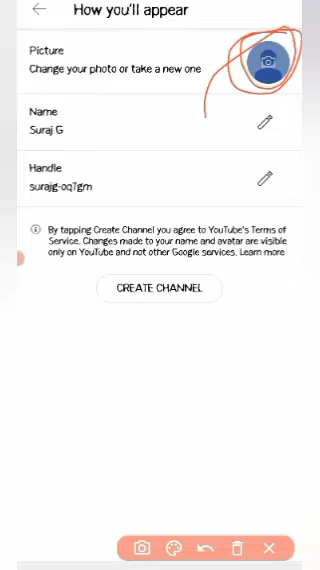 How you'll appear
Picture
Change your photo or take a new one
Name
Suraj G
Handle
surajg-oq7gm
By tapping Create Channel you agree to YouTube's Terms of
Service. Changes made to your name and avatar are visible
only on YouTube and not other Google services. Learn more
CREATE CHANNEL